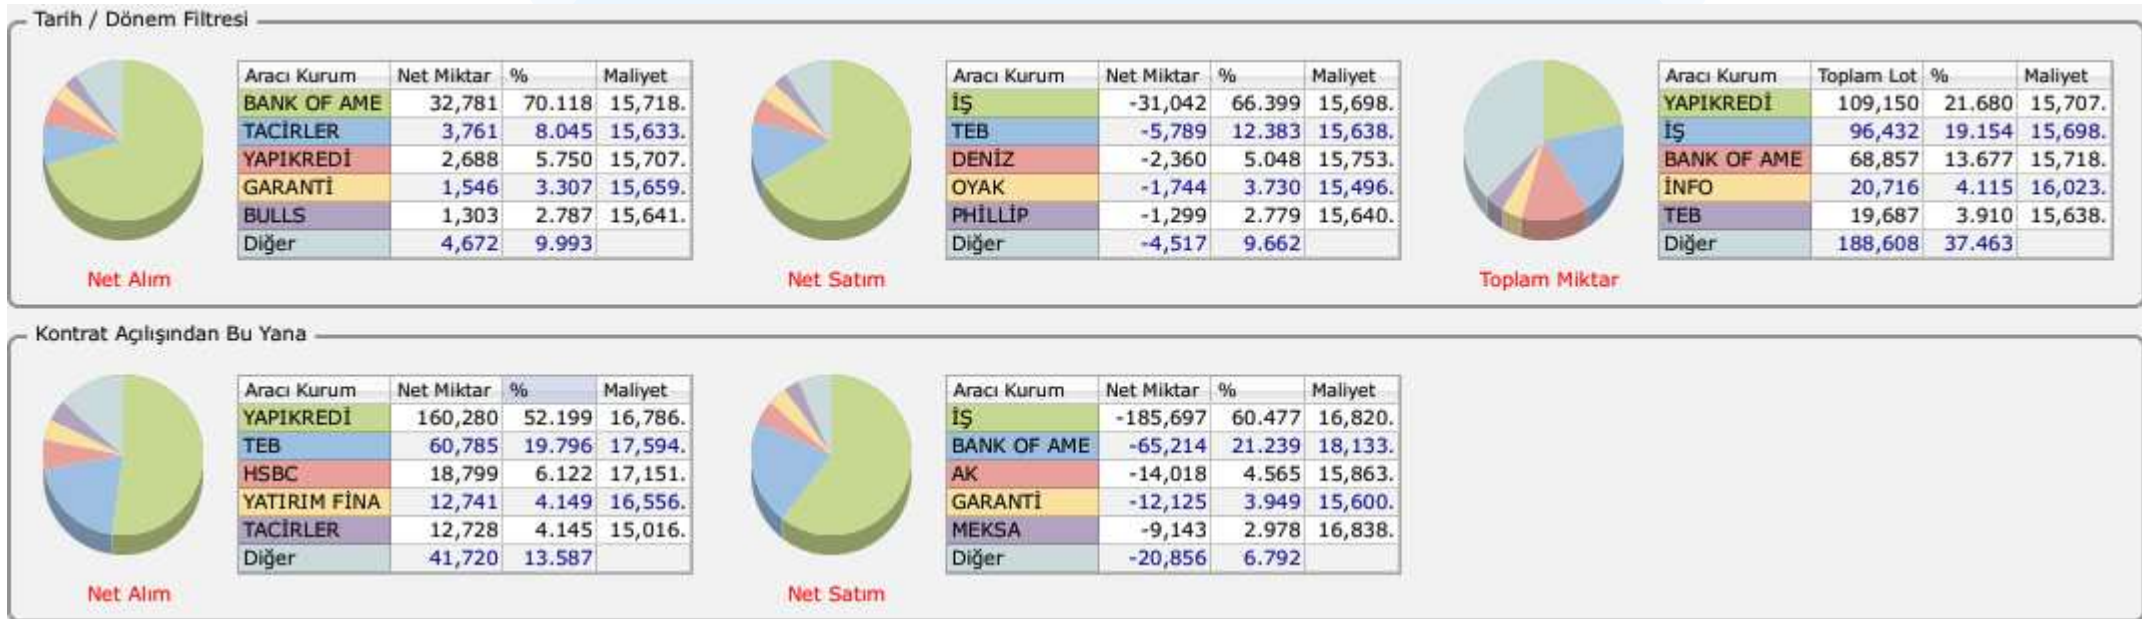 Tarih / Dönem Filtresi
Aracı Kurum Net Miktar % Maliyet
BANK OF AME 32,781 70.118 15,718.
TACİRLER 3,761 8.045 15,633.
YAPIKREDİ 2,688 5.750 15,707.
GARANTİ 1,546 3.307 15,659.
BULLS 1,303 2.787 15,641.
Diğer 4,672 9.993
Net Alım
Aracı Kurum Net Miktar % Maliyet
İŞ -31,042 66.399 15,698.
TEB -5,789 12.383 15,638.
DENİZ -2,360 5.048 15,753.
OYAK -1,744 3.730 15,496.
PHİLLİP -1,299 2.779 15,640.
Diğer -4,517 9.662
Net Satım
Aracı Kurum Toplam Lot % Maliyet
YAPIKREDİ 109,150 21.680 15,707.
İŞ 96,432 19.154 15,698.
BANK OF AME 68,857 13.677 15,718.
İNFO 20,716 4.115 16,023.
TEB 19,687 3.910 15,638.
Diğer 188,608 37.463
Toplam Miktar
Kontrat Açılışından Bu Yana
Aracı Kurum Net Miktar % Maliyet
YAPIKREDİ 160,280 52.199 16,786.
TEB 60,785 19.796 17,594.
HSBC 18,799 6.122 17,151.
YATIRIM FİNA 12,741 4.149 16,556.
TACİRLER 12,728 4.145 15,016.
Diğer 41,720 13.587
Net Alım
Aracı Kurum Net Miktar % Maliyet
İŞ -185,697 60.477 16,820.
BANK OF AME -65,214 21.239 18,133.
AK -14,018 4.565 15,863.
GARANTİ -12,125 3.949 15,600.
MEKSA -9,143 2.978 16,838.
Diğer -20,856 6.792
Net Satım